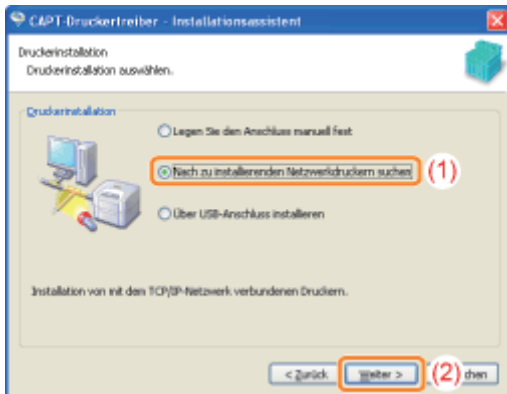 CAPT-Druckertreiber - Installationsassistent
Druckerinstallation
Druckerinstallation auswählen.
Druckerinstallation
Legen Sie den Anschluss manuell fest
Nach zu installierenden Netzwerkdruckern suchen (1)
Über USB-Anschluss installieren
Installation von mit dem TCP/IP-Netzwerk verbundenen Druckern.
< Zurück Weiter > (2) chen